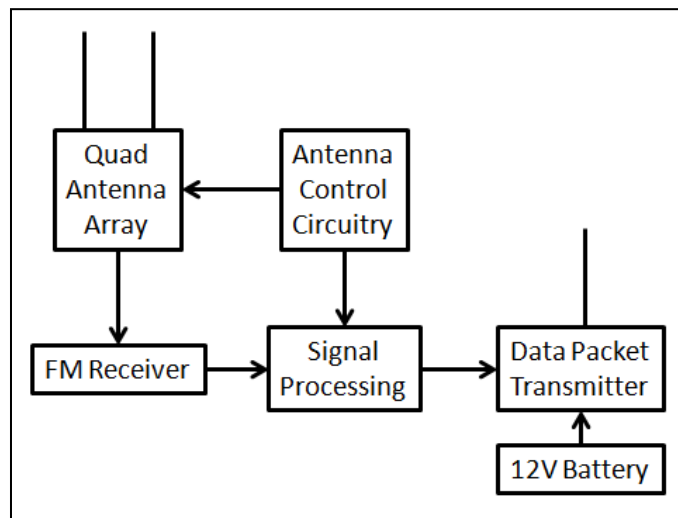 Quad
Antenna
Array
Antenna
Control
Circuitry
FM Receiver
Signal
Processing
Data Packet
Transmitter
12V Battery